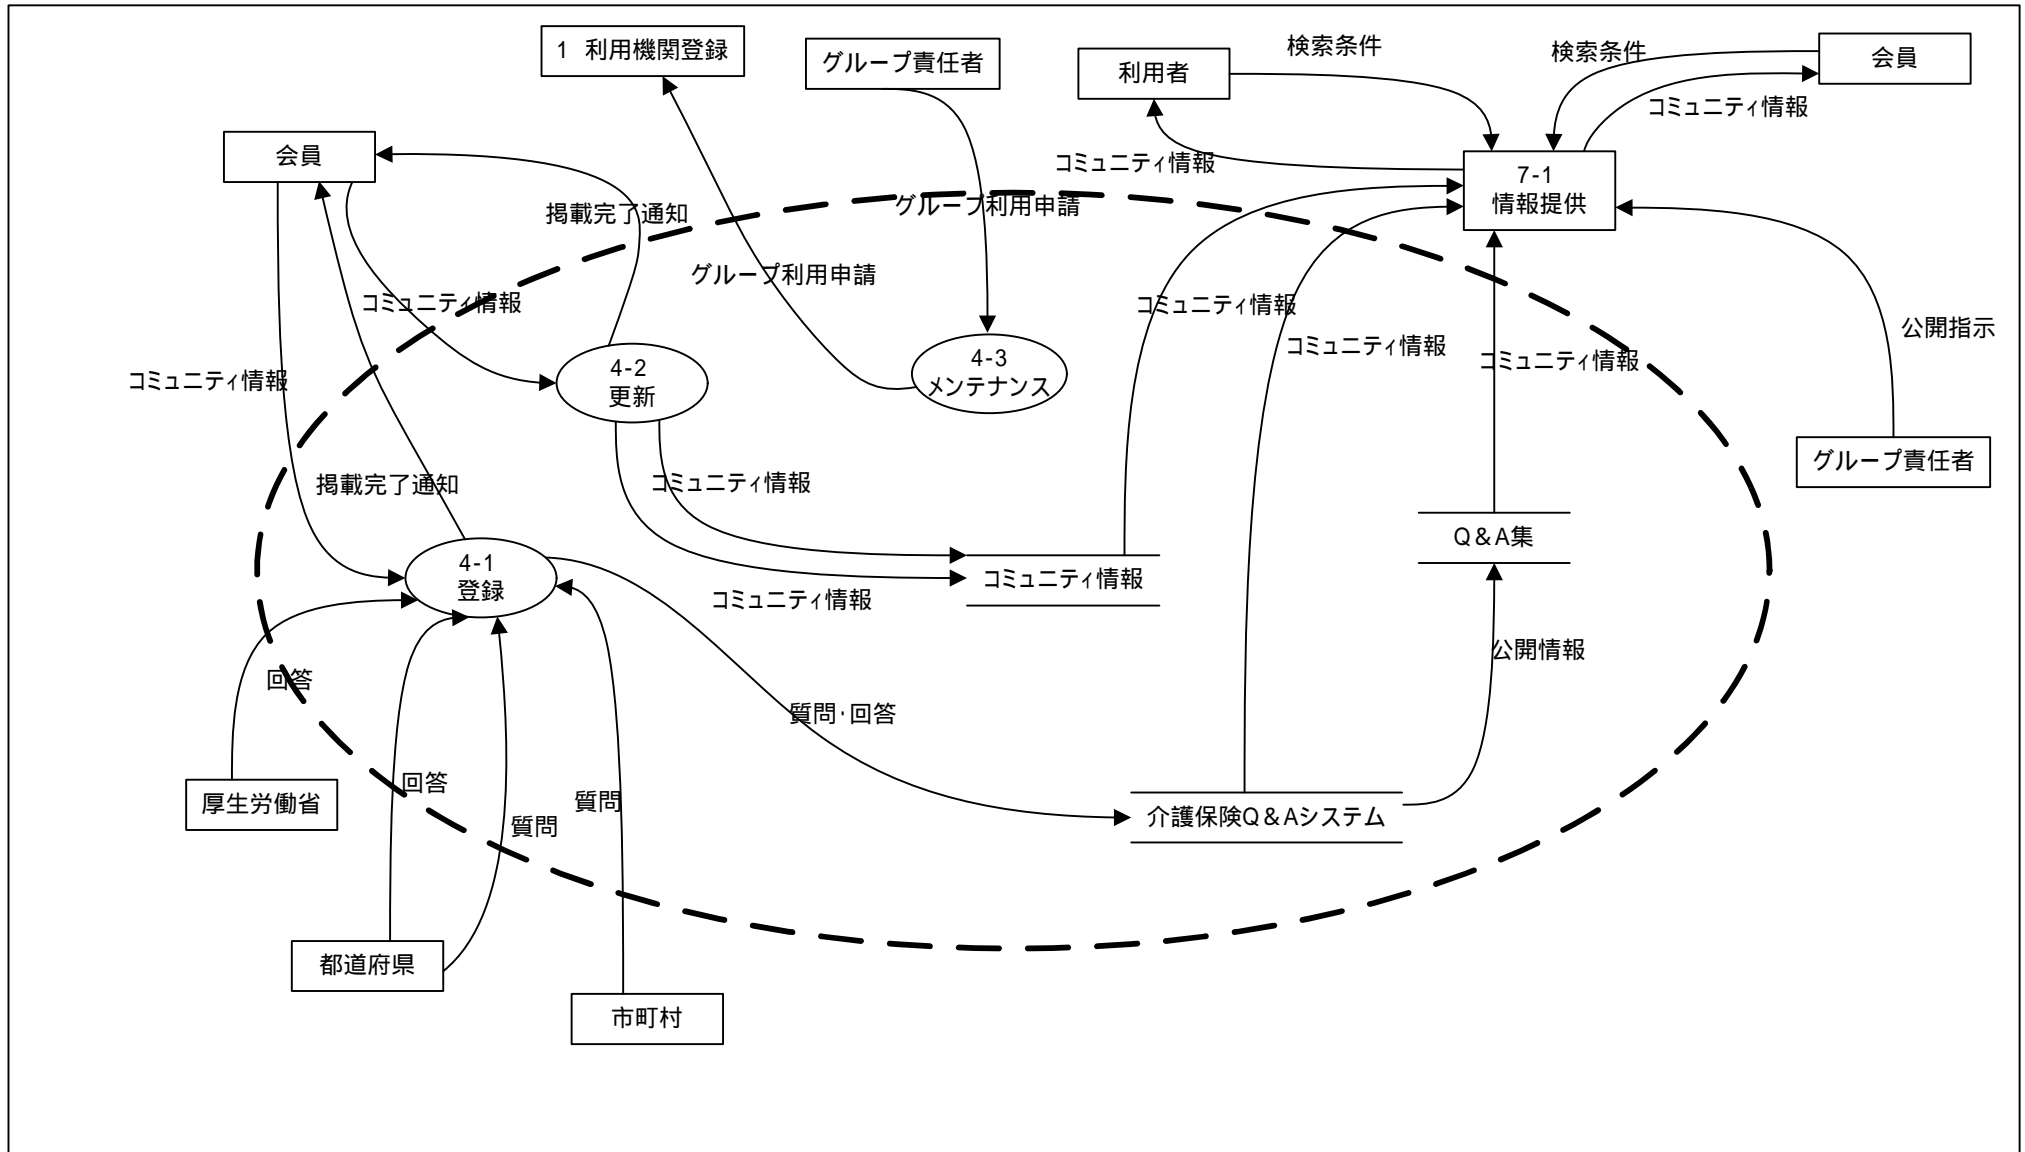 1 利用機関登録
グループ責任者
利用者
検索条件
検索条件
会員
コミュニティ情報
会員
コミュニティ情報
7-1
情報提供
掲載完了通知
グループ利用申請
グループ利用申請
コミュニティ情報
コミュニティ情報
コミュニティ情報
コミュニティ情報
公開指示
コミュニティ情報
4-2
更新
4-3
メンテナンス
グループ責任者
掲載完了通知
コミュニティ情報
Q&A集
4-1
登録
コミュニティ情報
コミュニティ情報
公開情報
回答
質問・回答
厚生労働省
回答
質問
質問
介護保険Q&Aシステム
都道府県
市町村